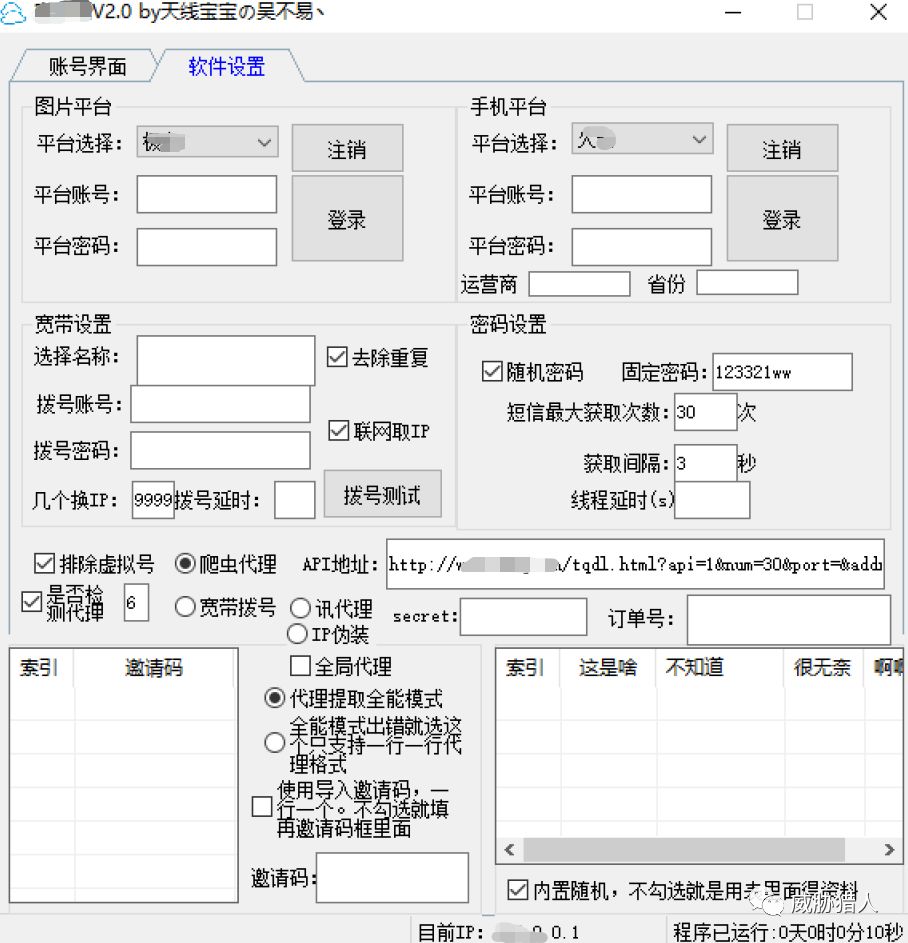 V2.0 by天线宝宝の吴不易丶
账号界面 软件设置
图片平台
平台选择： 注销
平台账号：
登录
平台密码：
手机平台
平台选择： 久 注销
平台账号：
登录
平台密码：
运营商 省份
宽带设置
选择名称： 去除重复
拨号账号：
联网取IP
拨号密码：
几个换IP： 9999 拨号延时： 拨号测试
密码设置
随机密码 固定密码： 123321ww
短信最大获取次数： 30 次
获取间隔： 3 秒
线程延时(s)
排除虚拟号 爬虫代理 API地址： http://w /tqdl.html?api=1&num=30&port=&add
是否检
测代理 6 宽带拨号 讯代理 secret: 订单号：
IP伪装
索引 邀请码
全局代理
代理提取全能模式
全能模式出错就选这
个只支持一行一行代
理格式
使用导入邀请码，一
行一个。不勾选就填
再邀请码框里面
邀请码:
索引 这是啥 不知道 很无奈 啊
内置随机，不勾选就是用表里面得资料
威胁猎人
目前IP： 0.0.1 程序已运行:0天0时0分10秒